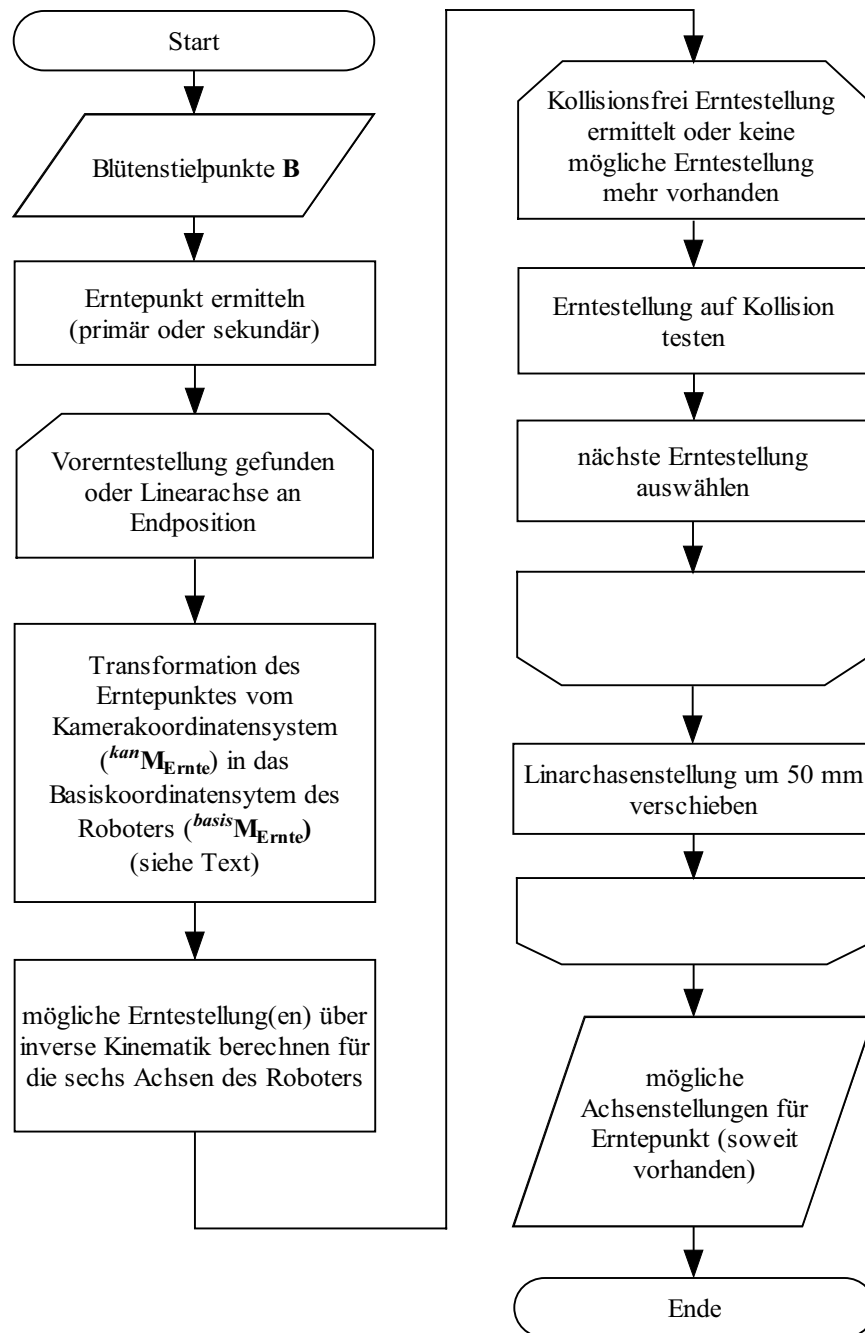 Start
Blütenstielpunkte B
Erntepunkt ermitteln
(primär oder sekundär)
Vorerntestellung gefunden
oder Linearachse an
Endposition
Transformation des
Erntepunktes vom
Kamerakoordinatensystem
(kanM_Ernte) in das
Basiskoordinatensytem des
Roboters (basisM_Ernte)
(siehe Text)
mögliche Erntestellung(en) über
inverse Kinematik berechnen für
die sechs Achsen des Roboters
Kollisionsfrei Erntestellung
ermittelt oder keine
mögliche Erntestellung
mehr vorhanden
Erntestellung auf Kollision
testen
nächste Erntestellung
auswählen
Linarchasenstellung um 50 mm
verschieben
mögliche
Achsenstellungen für
Erntepunkt (soweit
vorhanden)
Ende